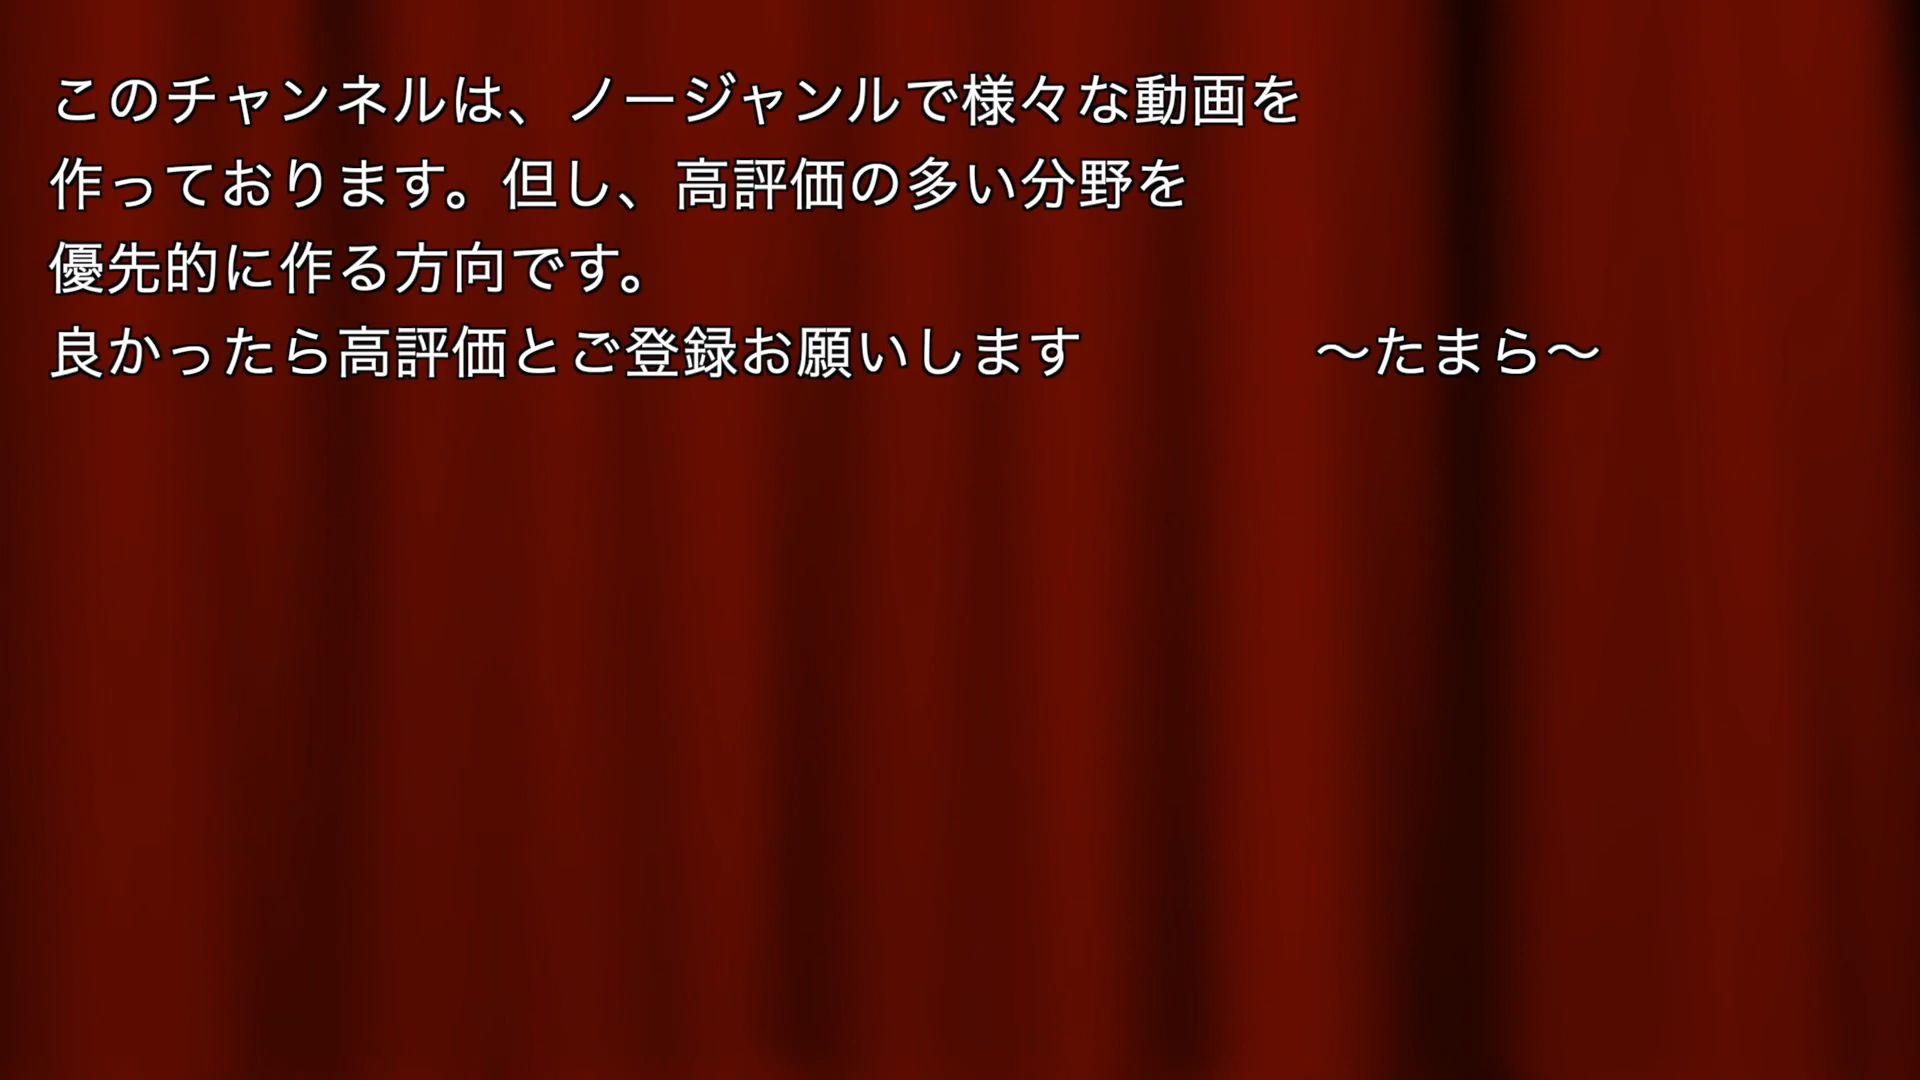 このチャンネルは、ノージャンルで様々な動画を
作っております。但し、高評価の多い分野を
優先的に作る方向です。
良かったら高評価とご登録お願いします　　　　～たまら～